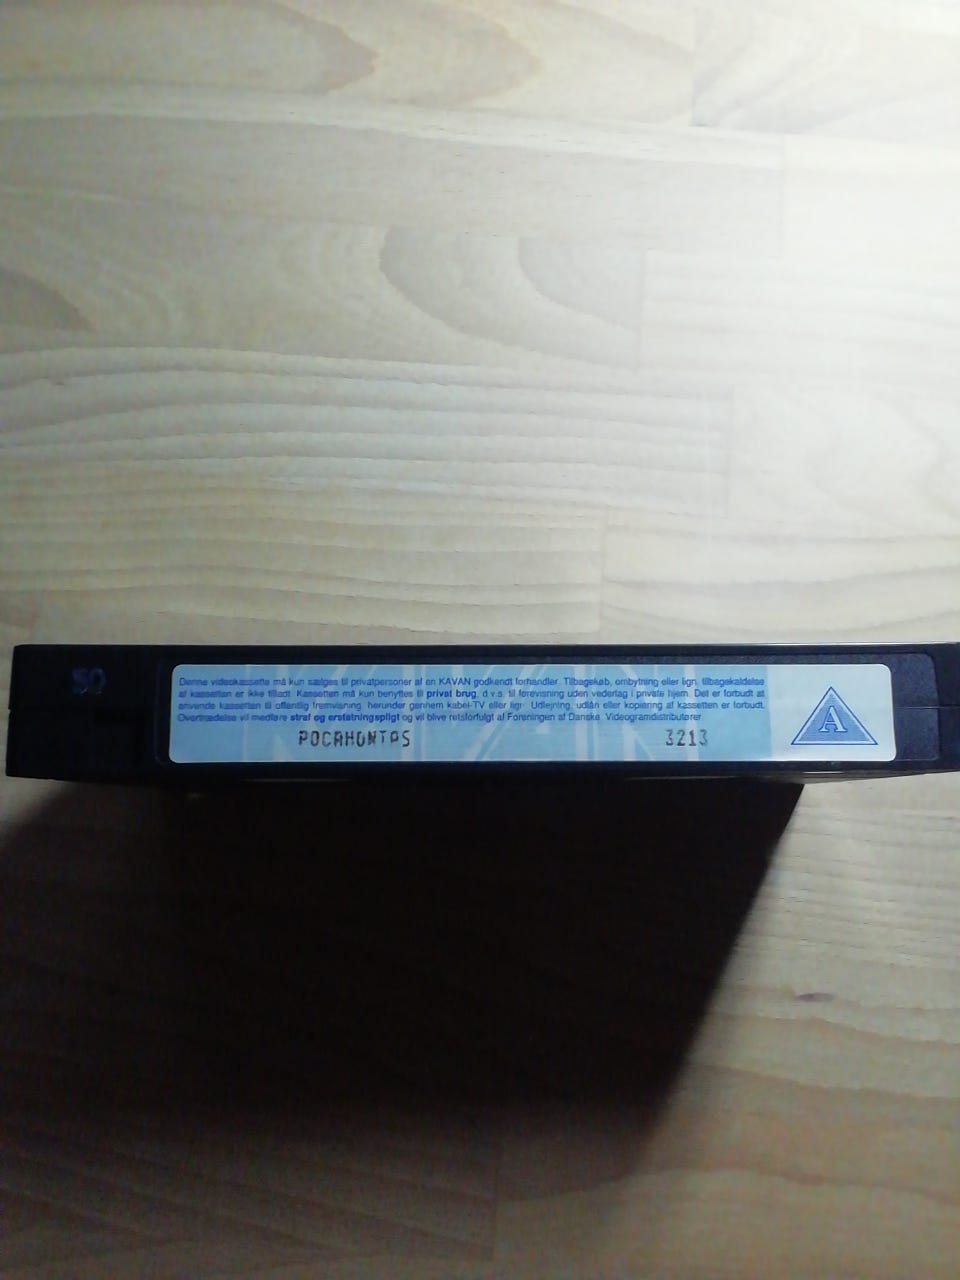 50
Denne videokassette må kun sælges til privatpersoner af en KAVAN godkendt forhandler. Tilbagekøb, ombytning eller lign. tilbagekaldelse
af kassetten er ikke tilladt. Kassetten må kun benyttes til privat brug, d.v.s. til forevisning uden vederlag i private hjem. Det er forbudt at
anvende kassetten til offentlig fremvisning, herunder gennem kabel-TV eller lign. Udlejning, udlån eller kopiering af kassetten er forbudt.
Overtrædelse vil medføre straf og erstatningspligt og vil blive retsforfulgt af Foreningen af Danske Videogramdistributører
POCAHONTAS 3213
A
KAVAN